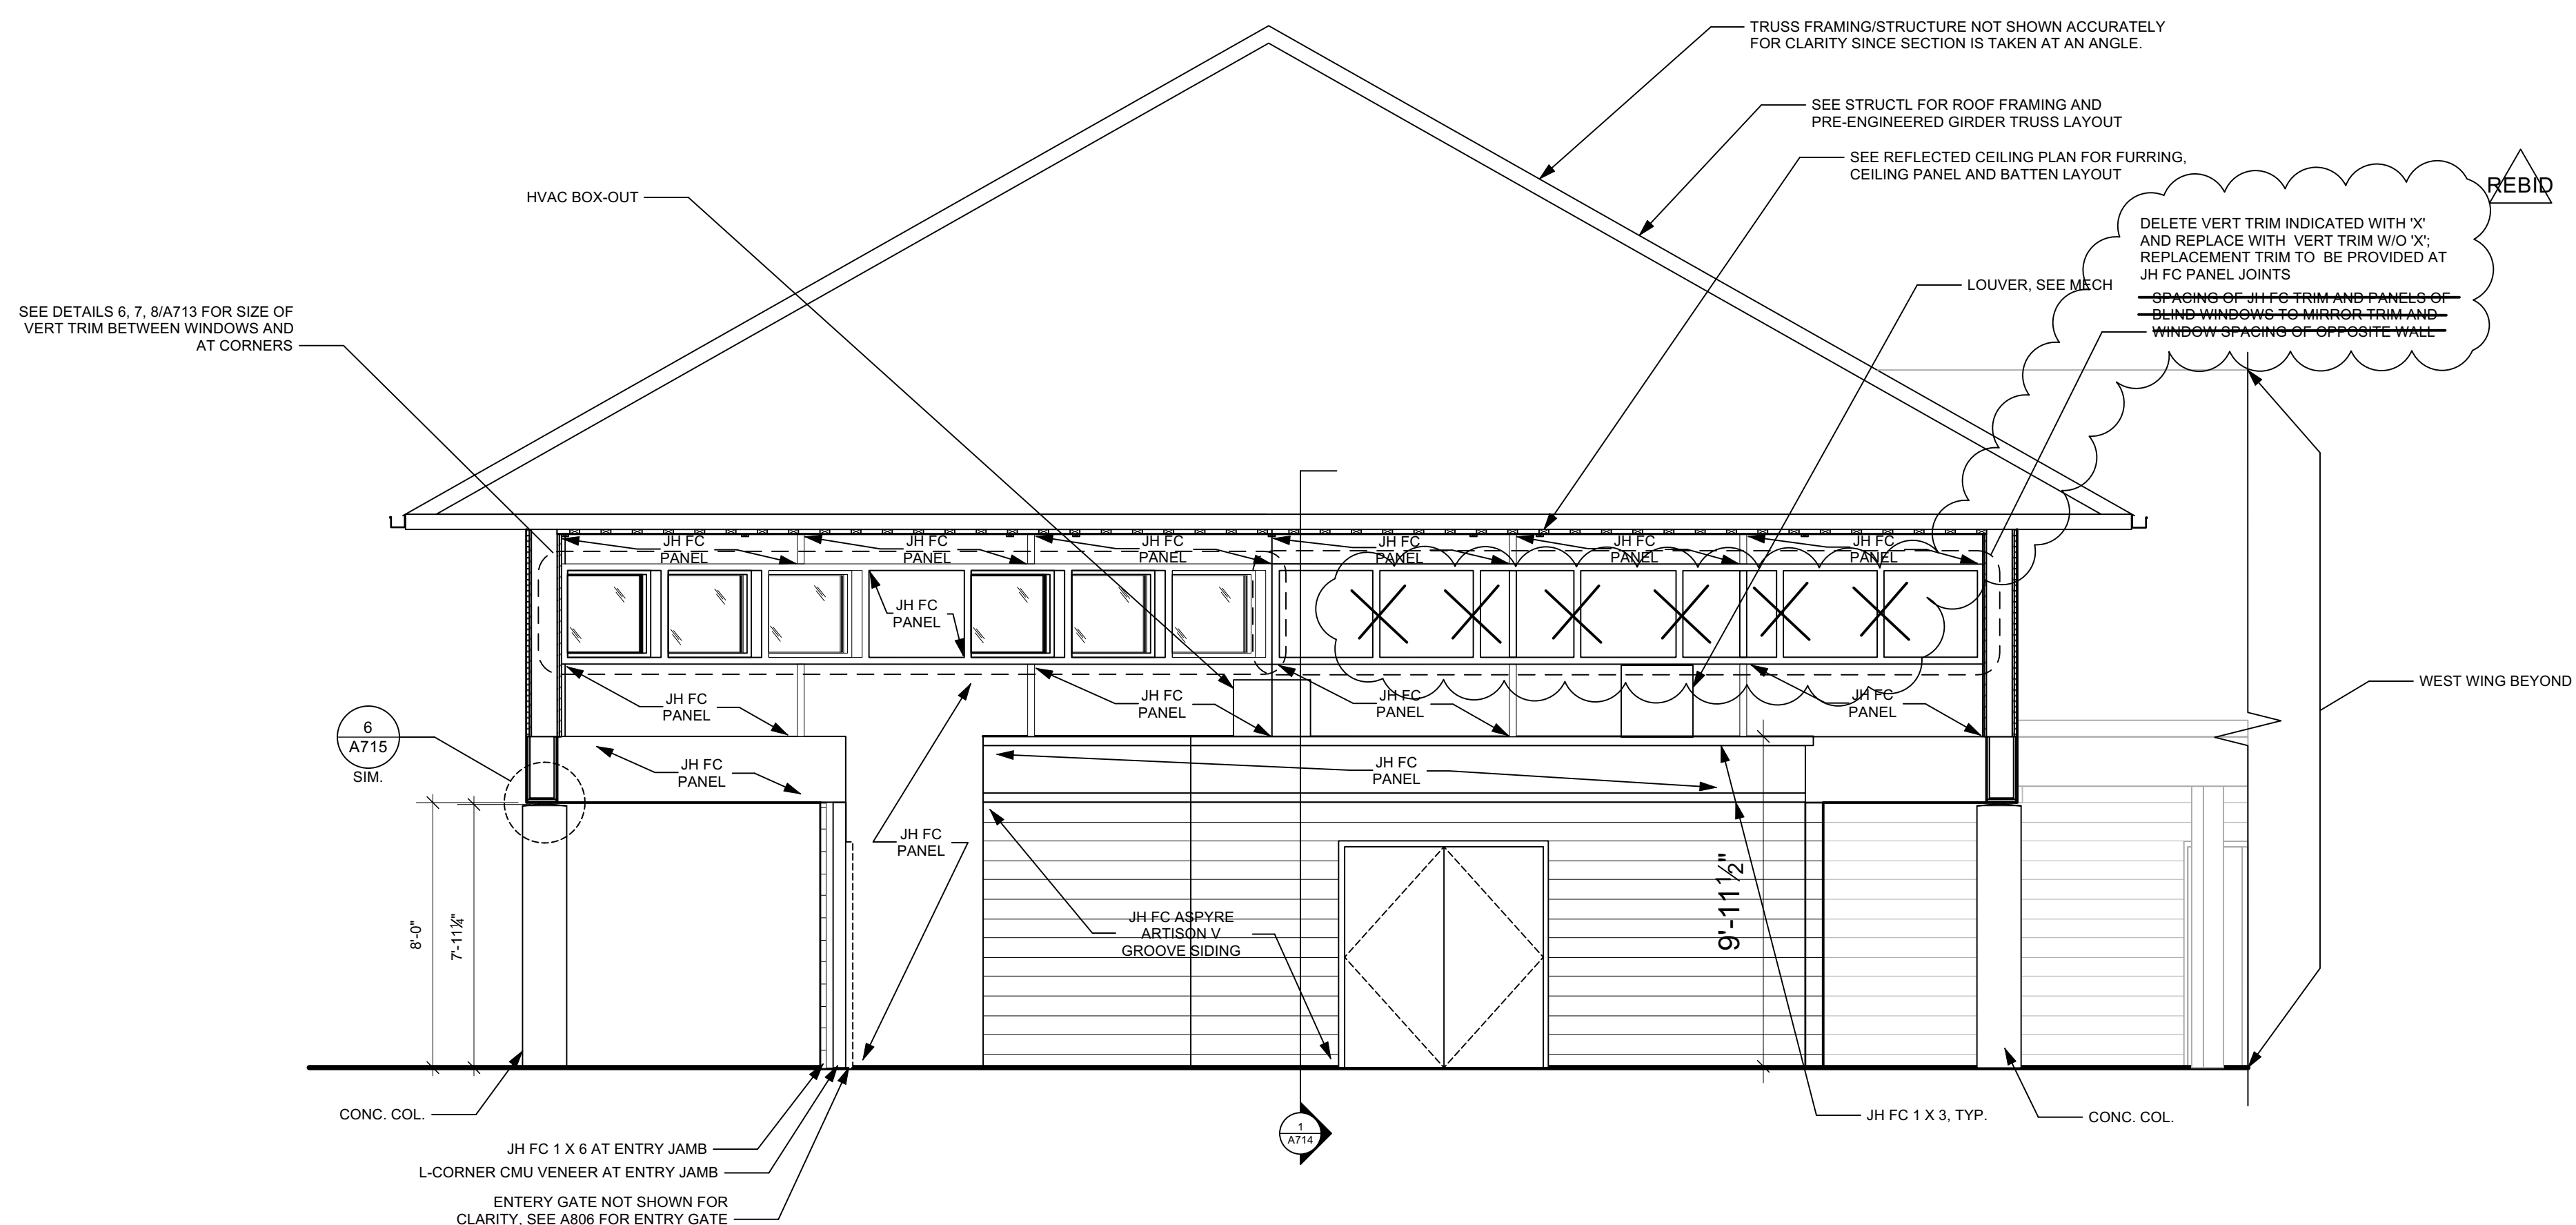 TRUSS FRAMING/STRUCTURE NOT SHOWN ACCURATELY
FOR CLARITY SINCE SECTION IS TAKEN AT AN ANGLE.
SEE STRUCTL FOR ROOF FRAMING AND
PRE-ENGINEERED GIRDER TRUSS LAYOUT
SEE REFLECTED CEILING PLAN FOR FURRING,
CEILING PANEL AND BATTEN LAYOUT
REBID
HVAC BOX-OUT
DELETE VERT TRIM INDICATED WITH 'X'
AND REPLACE WITH VERT TRIM W/O 'X';
REPLACEMENT TRIM TO BE PROVIDED AT
JH FC PANEL JOINTS
SPACING OF JH FC TRIM AND PANELS OF
BLIND WINDOWS TO MIRROR TRIM AND
WINDOW SPACING OF OPPOSITE WALL
LOUVER, SEE MECH
SEE DETAILS 6, 7, 8/A713 FOR SIZE OF
VERT TRIM BETWEEN WINDOWS AND
AT CORNERS
JH FC
PANEL
JH FC
PANEL
JH FC
PANEL
JH FC
PANEL
JH FC
PANEL
JH FC
PANEL
JH FC
PANEL
JH FC
PANEL
JH FC
PANEL
JH FC
PANEL
JH FC
PANEL
WEST WING BEYOND
6
A715
SIM.
JH FC
PANEL
JH FC
PANEL
JH FC
PANEL
8'-0"
7'-11¼"
9'-11½"
JH FC ASPYRE
ARTISON V
GROOVE SIDING
CONC. COL.
JH FC 1 X 3, TYP.
CONC. COL.
1
A714
JH FC 1 X 6 AT ENTRY JAMB
L-CORNER CMU VENEER AT ENTRY JAMB
ENTERY GATE NOT SHOWN FOR
CLARITY. SEE A806 FOR ENTRY GATE